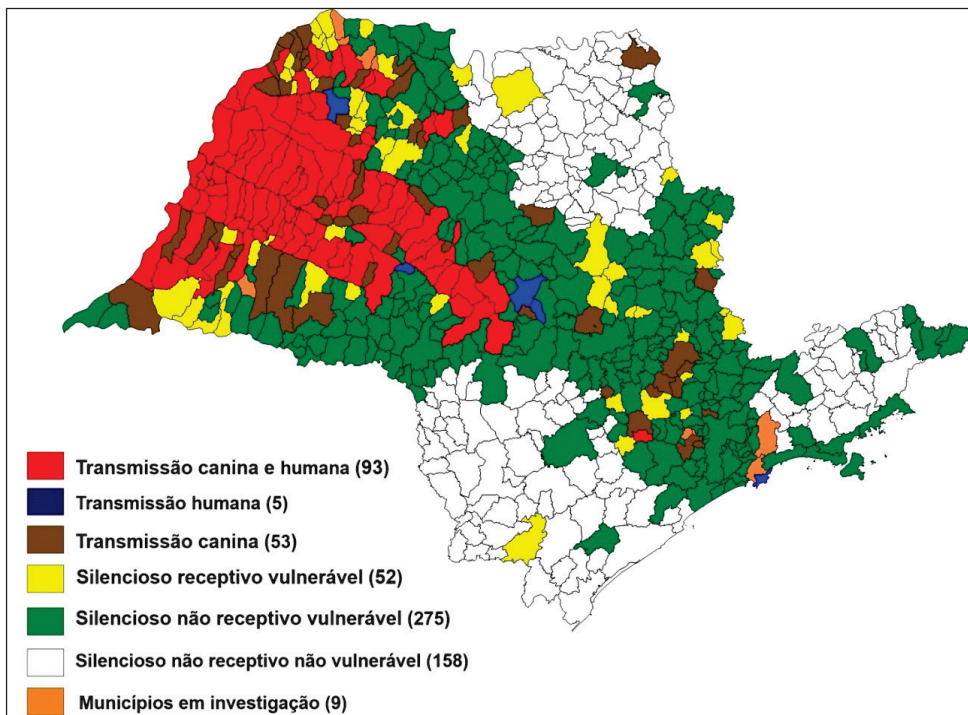 Transmissão canina e humana (93)
Transmissão humana (5)
Transmissão canina (53)
Silencioso receptivo vulnerável (52)
Silencioso não receptivo vulnerável (275)
Silencioso não receptivo não vulnerável (158)
Municípios em investigação (9)